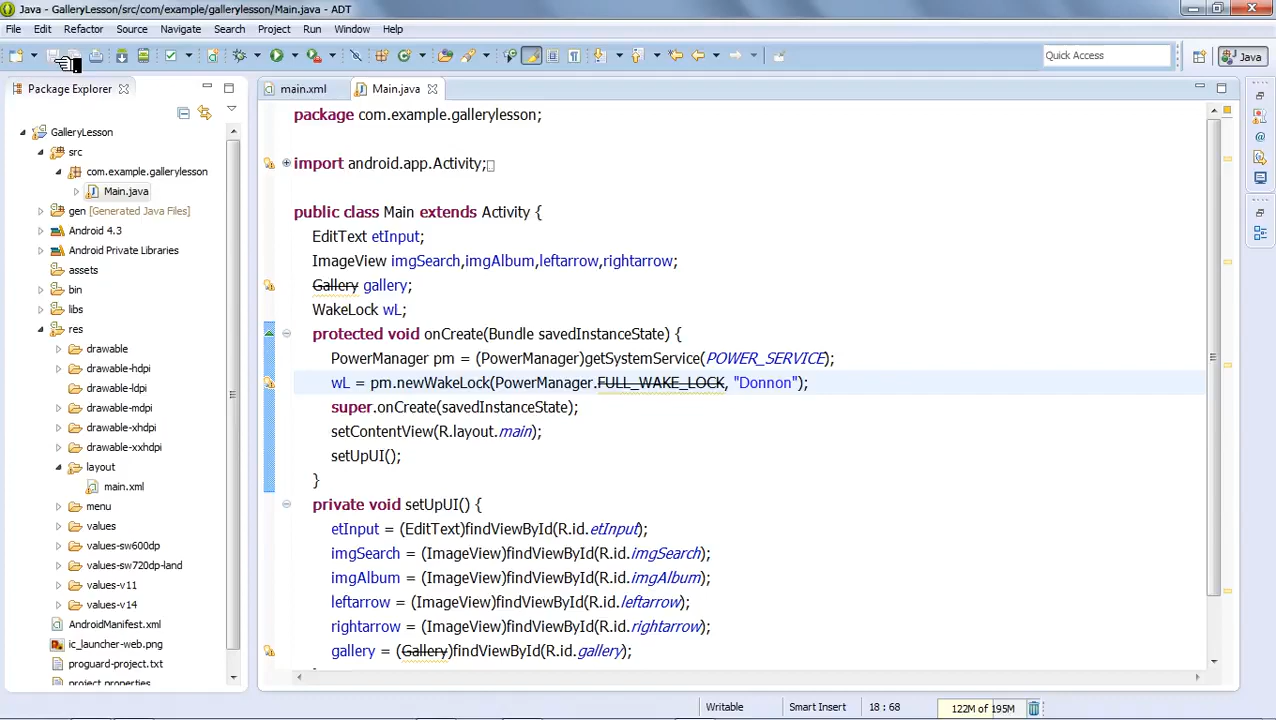 Java - GalleryLesson/src/com/example/gallerylesson/Main.java - ADT
File Edit Refactor Source Navigate Search Project Run Window Help
Quick Access
Java
Package Explorer
main.xml
Main.java
GalleryLesson
src
com.example.gallerylesson
Main.java
gen [Generated Java Files]
Android 4.3
Android Private Libraries
assets
bin
libs
res
drawable
drawable-hdpi
drawable-ldpi
drawable-mdpi
drawable-xhdpi
drawable-xxhdpi
layout
main.xml
menu
values
values-sw600dp
values-sw720dp-land
values-v11
values-v14
AndroidManifest.xml
ic_launcher-web.png
proguard-project.txt
project.properties
package com.example.gallerylesson;
import android.app.Activity;
public class Main extends Activity {
EditText etInput;
ImageView imgSearch,imgAlbum,leftarrow,rightarrow;
Gallery gallery;
WakeLock wL;
protected void onCreate(Bundle savedInstanceState) {
PowerManager pm = (PowerManager)getSystemService(POWER_SERVICE);
wL = pm.newWakeLock(PowerManager.FULL_WAKE_LOCK, "Donnon");
super.onCreate(savedInstanceState);
setContentView(R.layout.main);
setUpUI();
}
private void setUpUI() {
etInput = (EditText)findViewById(R.id.etInput);
imgSearch = (ImageView)findViewById(R.id.imgSearch);
imgAlbum = (ImageView)findViewById(R.id.imgAlbum);
leftarrow = (ImageView)findViewById(R.id.leftarrow);
rightarrow = (ImageView)findViewById(R.id.rightarrow);
gallery = (Gallery)findViewById(R.id.gallery);
Writable
Smart Insert
18 : 68
122M of 195M